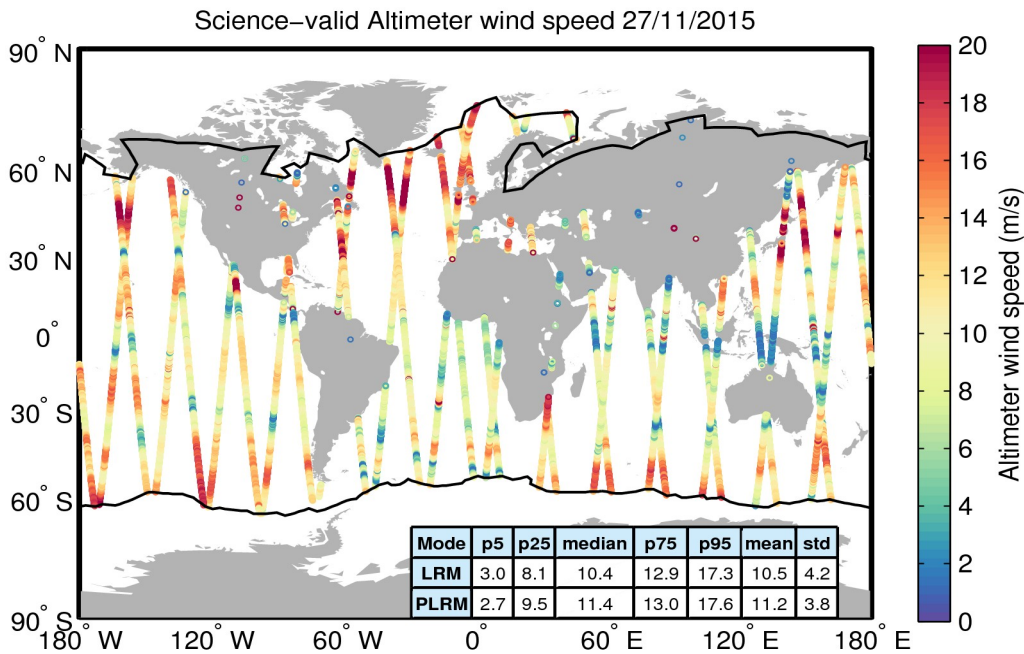 Science−valid Altimeter wind speed 27/11/2015
90° N
60° N
30° N
0°
30° S
60° S
90° S
180° W
120° W
60° W
0°
60° E
120° E
180° E
Mode p5 p25 median p75 p95 mean std
LRM 3.0 8.1 10.4 12.9 17.3 10.5 4.2
PLRM 2.7 9.5 11.4 13.0 17.6 11.2 3.8
20
18
16
14
12
10
8
6
4
2
0
Altimeter wind speed (m/s)